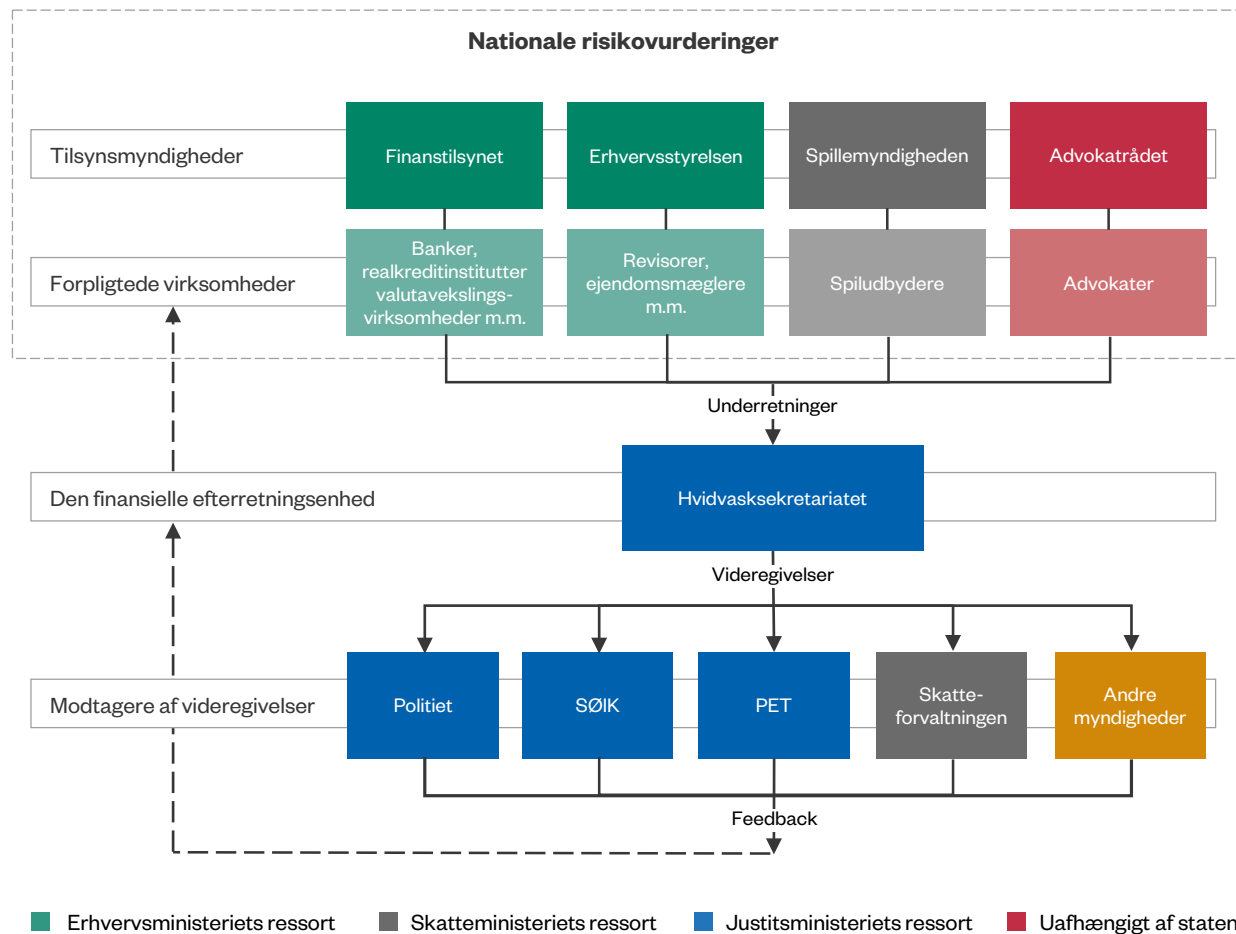 Nationale risikovurderinger
Tilsynsmyndigheder
Finanstilsynet
Erhvervsstyrelsen
Spillemyndigheden
Advokatrådet
Forpligtede virksomheder
Banker,
realkreditinstitutter
valutavekslings-
virksomheder m.m.
Revisorer,
ejendomsmæglere
m.m.
Spiludbydere
Advokater
Underretninger
Den finansielle efterretningsenhed
Hvidvasksekretariatet
Videregivelser
Modtagere af videregivelser
Politiet
SØIK
PET
Skatte-
forvaltningen
Andre
myndigheder
Feedback
Erhvervsministeriets ressort
Skatteministeriets ressort
Justitsministeriets ressort
Uafhængigt af staten